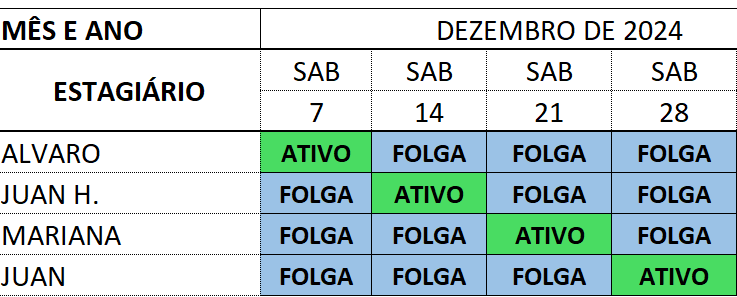 MÊS E ANO DEZEMBRO DE 2024
SAB SAB SAB SAB
ESTAGIÁRIO
7 14 21 28
ALVARO ATIVO FOLGA FOLGA FOLGA
JUAN H. FOLGA ATIVO FOLGA FOLGA
MARIANA FOLGA FOLGA ATIVO FOLGA
JUAN FOLGA FOLGA FOLGA ATIVO